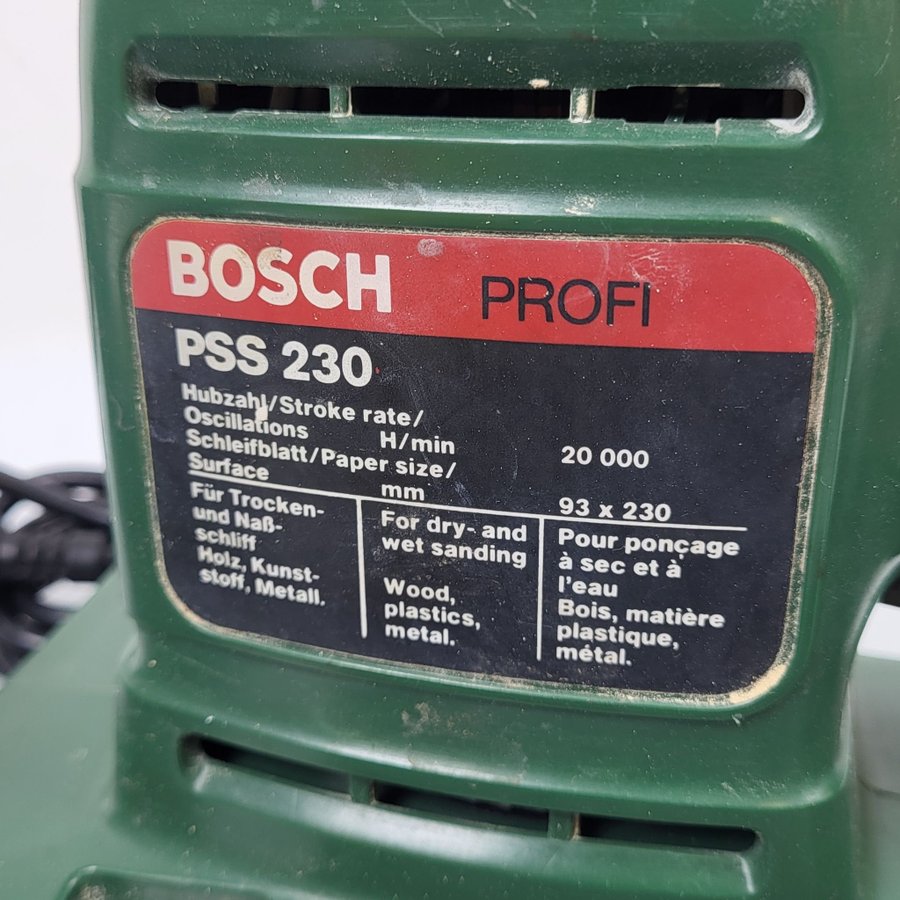 BOSCH PROFI
PSS 230
Hubzahl/Stroke rate/
Oscillations H/min 20 000
Schleifblatt/Paper size/
Surface mm 93 x 230
Für Trocken-
und Naß-
schliff
Holz, Kunst-
stoff, Metall.
For dry- and
wet sanding
Wood,
plastics,
metal.
Pour ponçage
à sec et à
l'eau
Bois, matière
plastique,
métal.